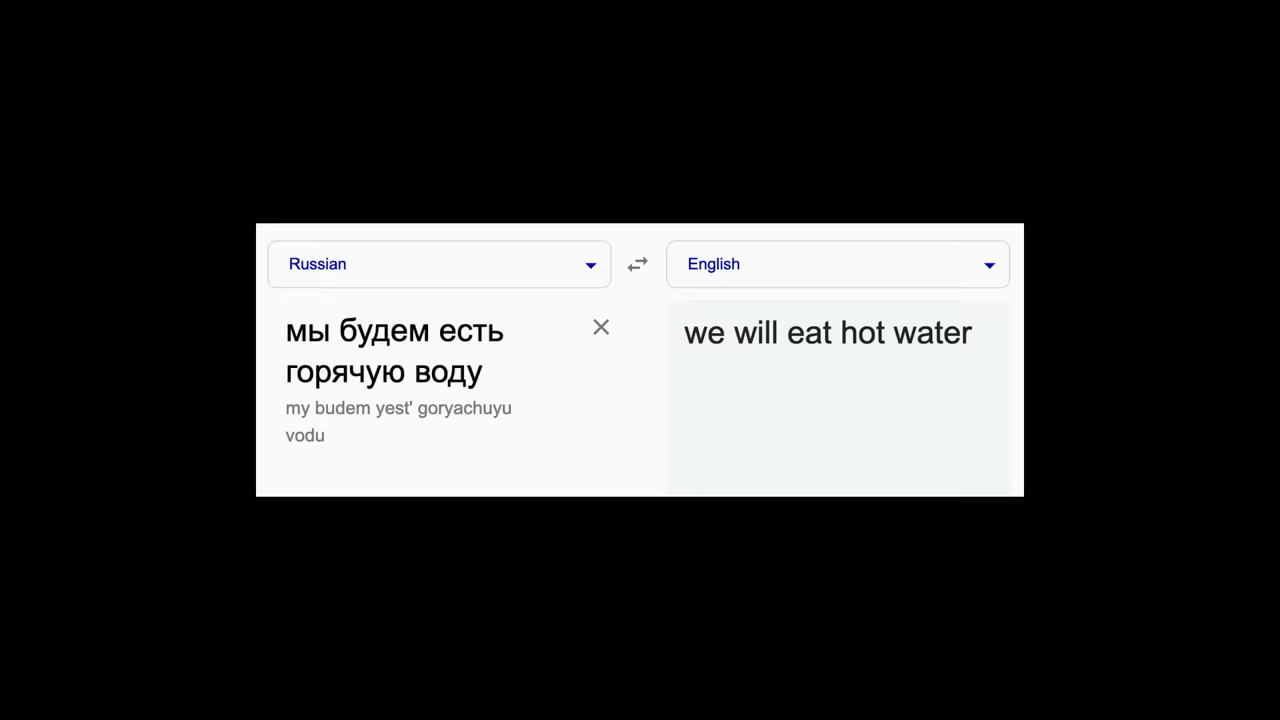 Russian
English
мы будем есть
горячую воду
my budem yest' goryachuyu
vodu
we will eat hot water